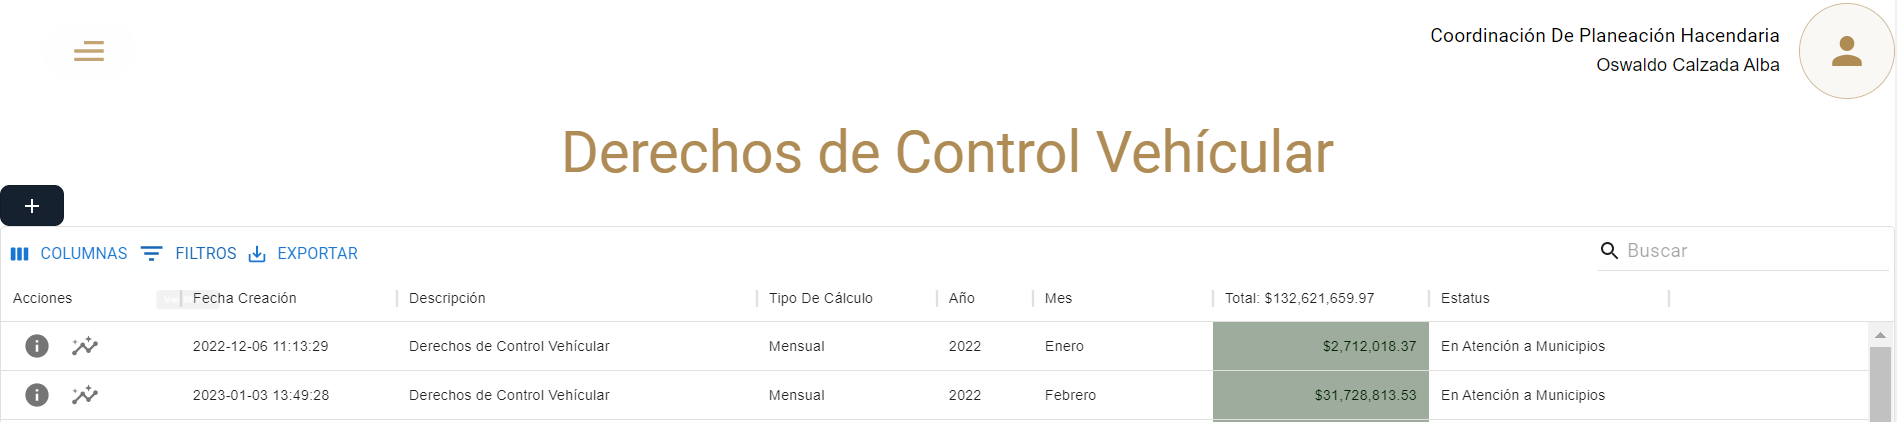 Coordinación De Planeación Hacendaria
Oswaldo Calzada Alba
Derechos de Control Vehícular
+
COLUMNAS FILTROS EXPORTAR Buscar
Acciones Fecha Creación Descripción Tipo De Cálculo Año Mes Total: $132,621,659.97 Estatus
2022-12-06 11:13:29 Derechos de Control Vehícular Mensual 2022 Enero $2,712,018.37 En Atención a Municipios
2023-01-03 13:49:28 Derechos de Control Vehícular Mensual 2022 Febrero $31,728,813.53 En Atención a Municipios